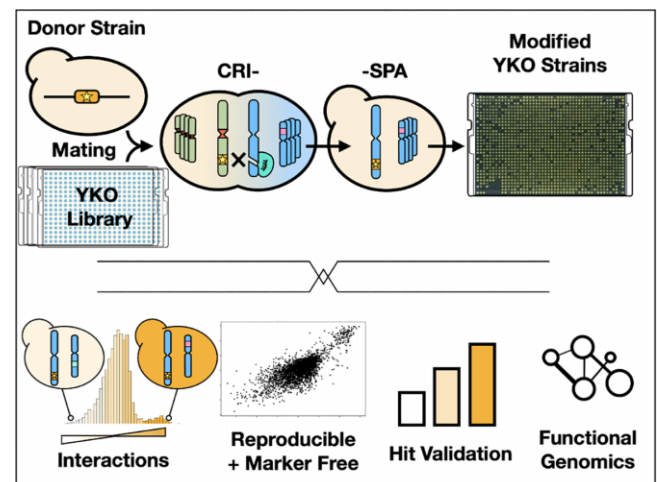 Donor Strain
CRI-
-SPA
Modified
YKO Strains
Mating
YKO
Library
Interactions
Reproducible
+ Marker Free
Hit Validation
Functional
Genomics